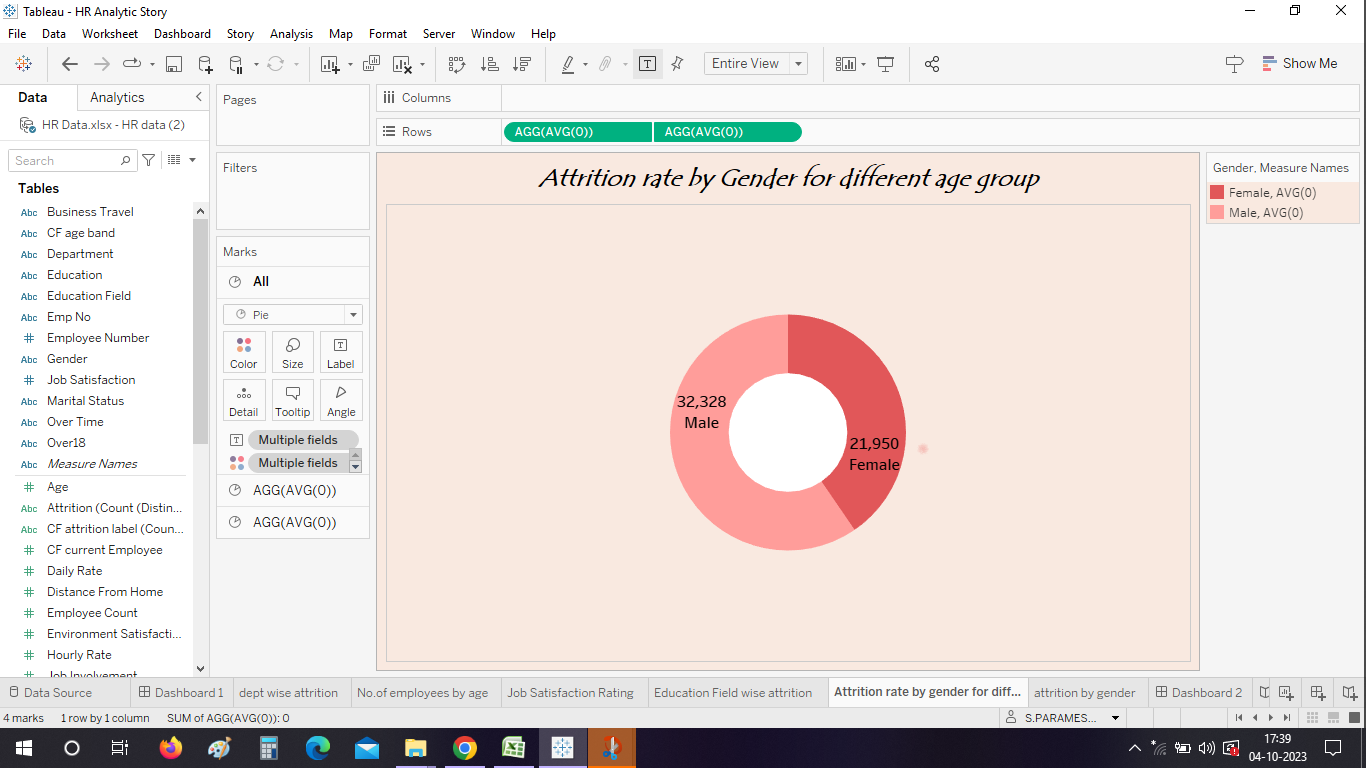 Tableau - HR Analytic Story
File Data Worksheet Dashboard Story Analysis Map Format Server Window Help
Entire View
Show Me
Data Analytics
HR Data.xlsx - HR data (2)
Search
Tables
Abc Business Travel
Abc CF age band
Abc Department
Abc Education
Abc Education Field
Abc Emp No
# Employee Number
Abc Gender
# Job Satisfaction
Abc Marital Status
Abc Over Time
Abc Over18
Abc Measure Names
# Age
Abc Attrition (Count (Distin...
Abc CF attrition label (Coun...
# CF current Employee
# Daily Rate
# Distance From Home
# Employee Count
# Environment Satisfacti...
# Hourly Rate
# Job Involvement
Pages
Filters
Marks
All
Pie
Color Size Label
Detail Tooltip Angle
Multiple fields
Multiple fields
AGG(AVG(0))
AGG(AVG(0))
Columns
Rows AGG(AVG(0)) AGG(AVG(0))
Attrition rate by Gender for different age group
32,328
Male
21,950
Female
Gender, Measure Names
Female, AVG(0)
Male, AVG(0)
Data Source Dashboard 1 dept wise attrition No.of employees by age Job Satisfaction Rating Education Field wise attrition Attrition rate by gender for diff... attrition by gender Dashboard 2
4 marks 1 row by 1 column SUM of AGG(AVG(0)): 0 S.PARAMES...
17:39
04-10-2023